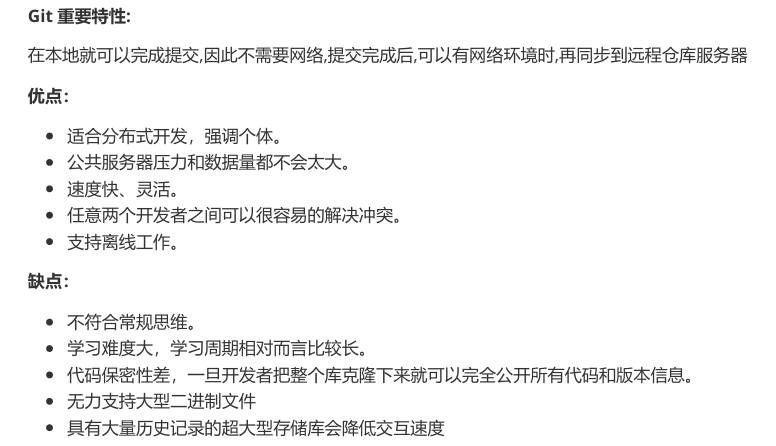 Git 重要特性:
在本地就可以完成提交,因此不需要网络,提交完成后,可以有网络环境时,再同步到远程仓库服务器
优点:
• 适合分布式开发，强调个体。
• 公共服务器压力和数据量都不会太大。
• 速度快、灵活。
• 任意两个开发者之间可以很容易的解决冲突。
• 支持离线工作。
缺点:
• 不符合常规思维。
• 学习难度大，学习周期相对而言比较长。
• 代码保密性差，一旦开发者把整个库克隆下来就可以完全公开所有代码和版本信息。
• 无力支持大型二进制文件
• 具有大量历史记录的超大型存储库会降低交互速度